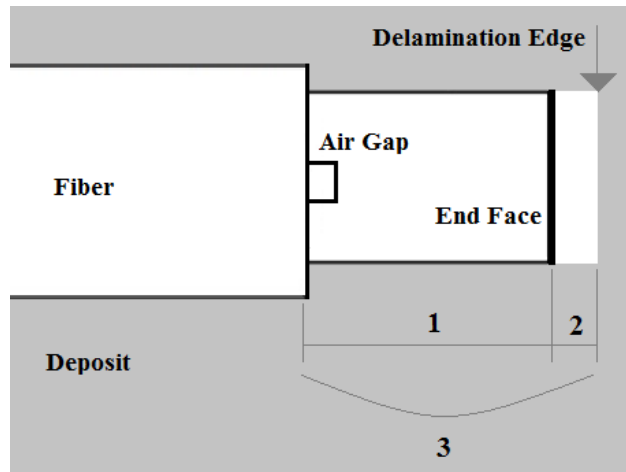 Delamination Edge
Air Gap
Fiber
End Face
1
2
Deposit
3